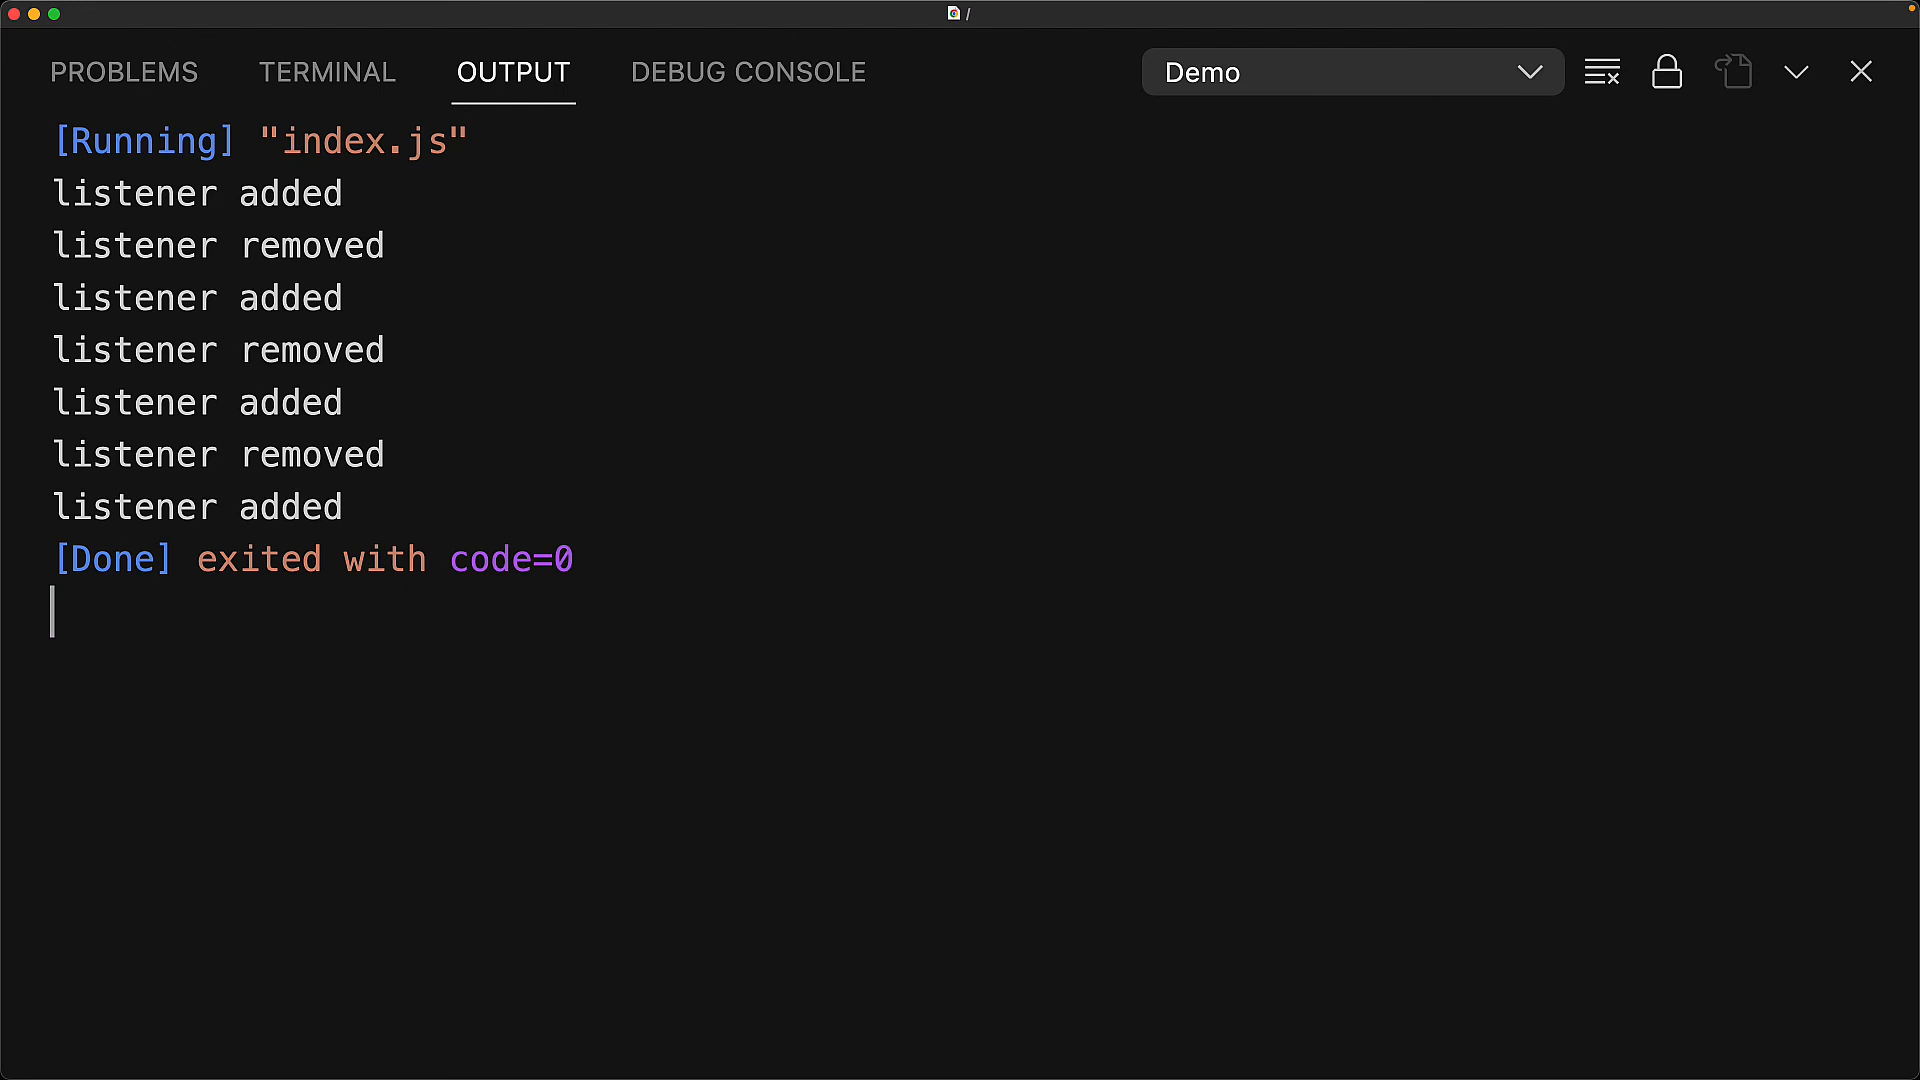 /
PROBLEMS TERMINAL OUTPUT DEBUG CONSOLE Demo
[Running] "index.js"
listener added
listener removed
listener added
listener removed
listener added
listener removed
listener added
[Done] exited with code=0